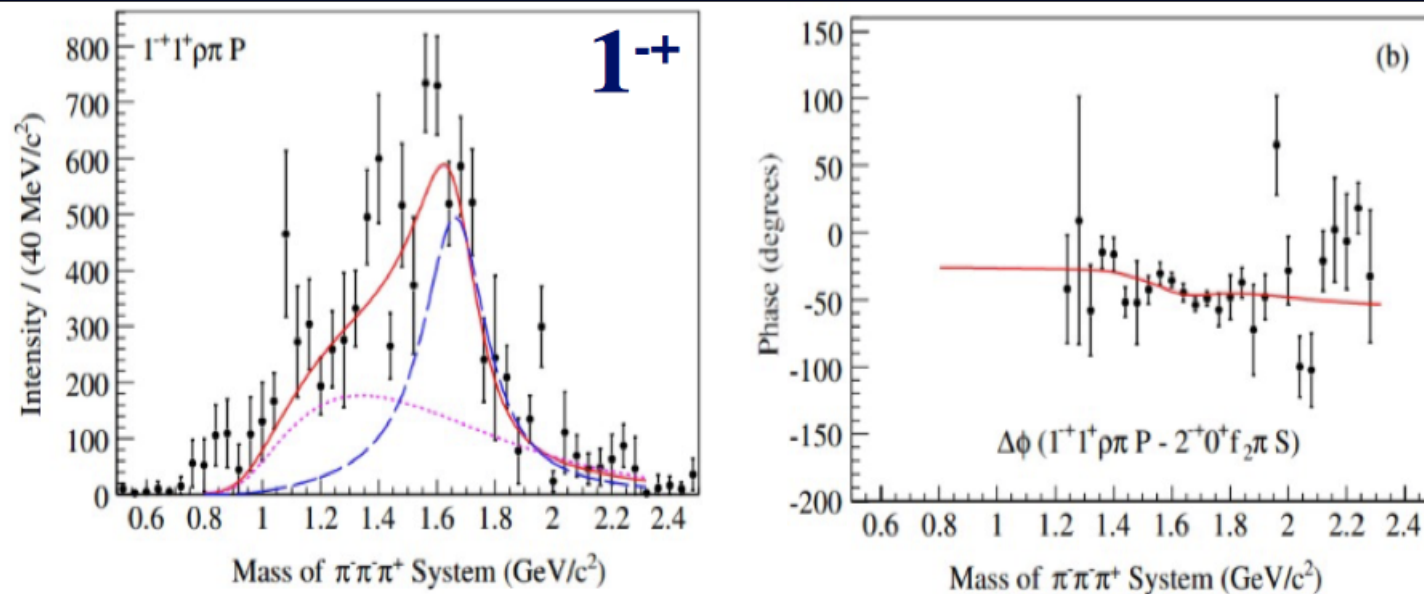 1⁻⁺1⁺ρπ P
1⁻⁺
800
700
600
500
400
300
200
100
0
Intensity / (40 MeV/c²)
0.6 0.8 1 1.2 1.4 1.6 1.8 2 2.2 2.4
Mass of π⁻π⁻π⁺ System (GeV/c²)
(b)
150
100
50
0
-50
-100
-150
-200
Phase (degrees)
Δϕ (1⁻⁺1⁺ρπ P - 2⁻⁺0⁺f₂π S)
0.6 0.8 1 1.2 1.4 1.6 1.8 2 2.2 2.4
Mass of π⁻π⁻π⁺ System (GeV/c²)